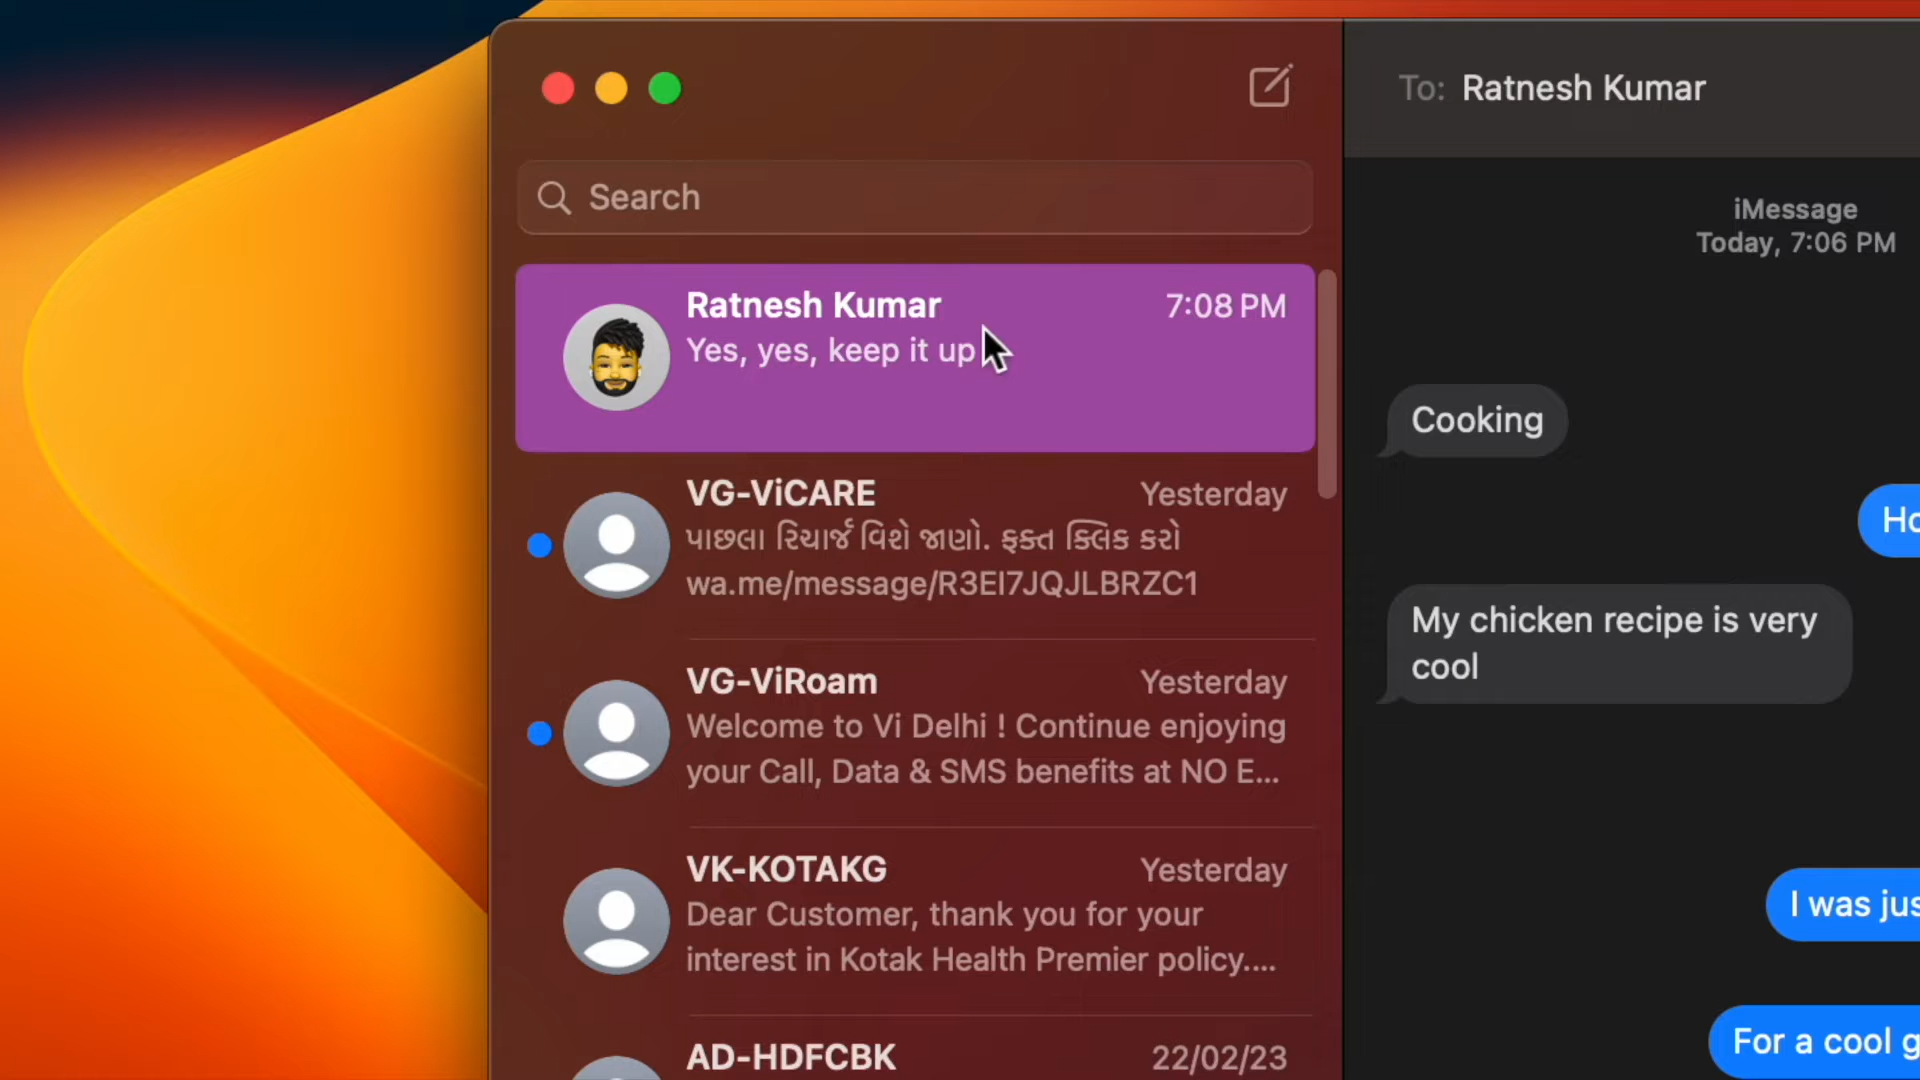 Search
Ratnesh Kumar 7:08 PM
Yes, yes, keep it up
VG-ViCARE Yesterday
પાછલા રિચાર્જ વિશે જાણો. ફક્ત ક્લિક કરો
wa.me/message/R3EI7JQJLBRZC1
VG-ViRoam Yesterday
Welcome to Vi Delhi ! Continue enjoying
your Call, Data & SMS benefits at NO E...
VK-KOTAKG Yesterday
Dear Customer, thank you for your
interest in Kotak Health Premier policy....
AD-HDFCBK 22/02/23
To: Ratnesh Kumar
iMessage
Today, 7:06 PM
Cooking
My chicken recipe is very
cool
I was
For a cool